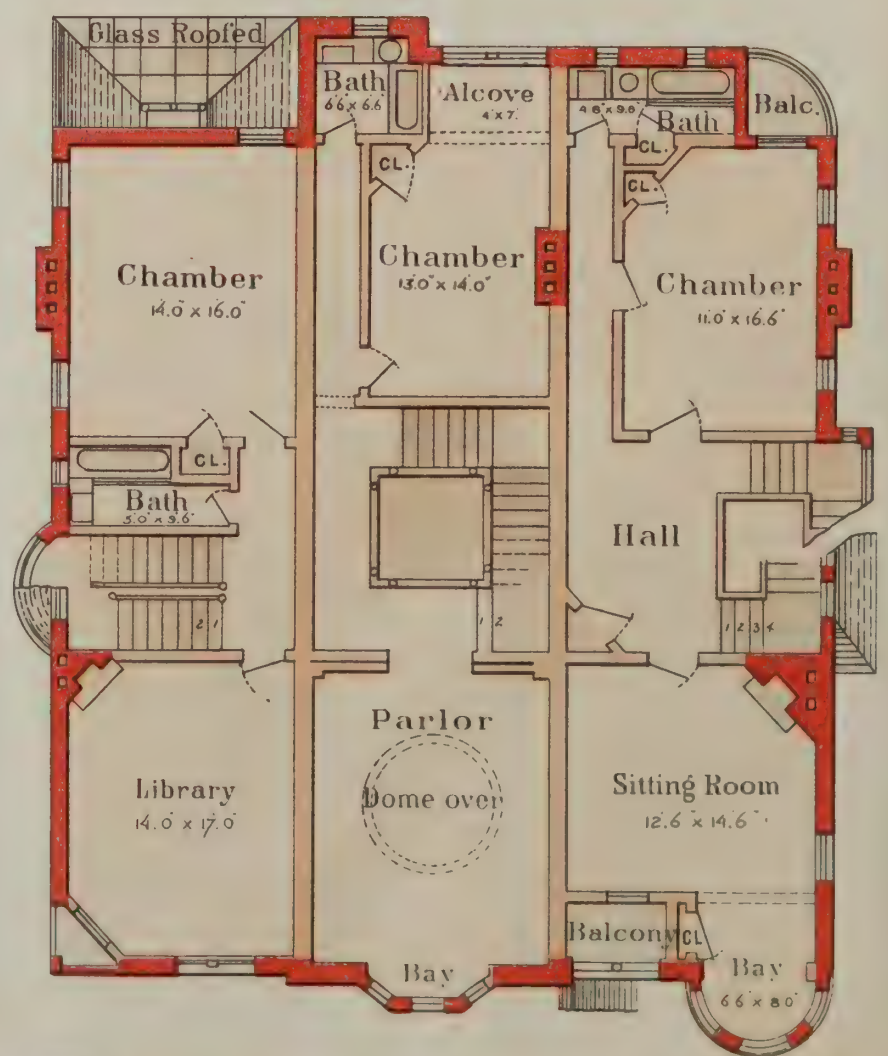 Glass Roofed
Bath
6.6 x 6.6
Alcove
4 x 7
4.6 x 9.6
Bath
Balc.
CL.
CL.
CL.
Chamber
14.0 x 16.0
Chamber
13.0 x 14.0
Chamber
11.0 x 16.6
CL.
Bath
5.0 x 9.6
Hall
2 1
1 2
1 2 3 4
Parlor
Dome over
Library
14.0 x 17.0
Sitting Room
12.6 x 14.6
Balcony
CL
Bay
Bay
6.6 x 8.0